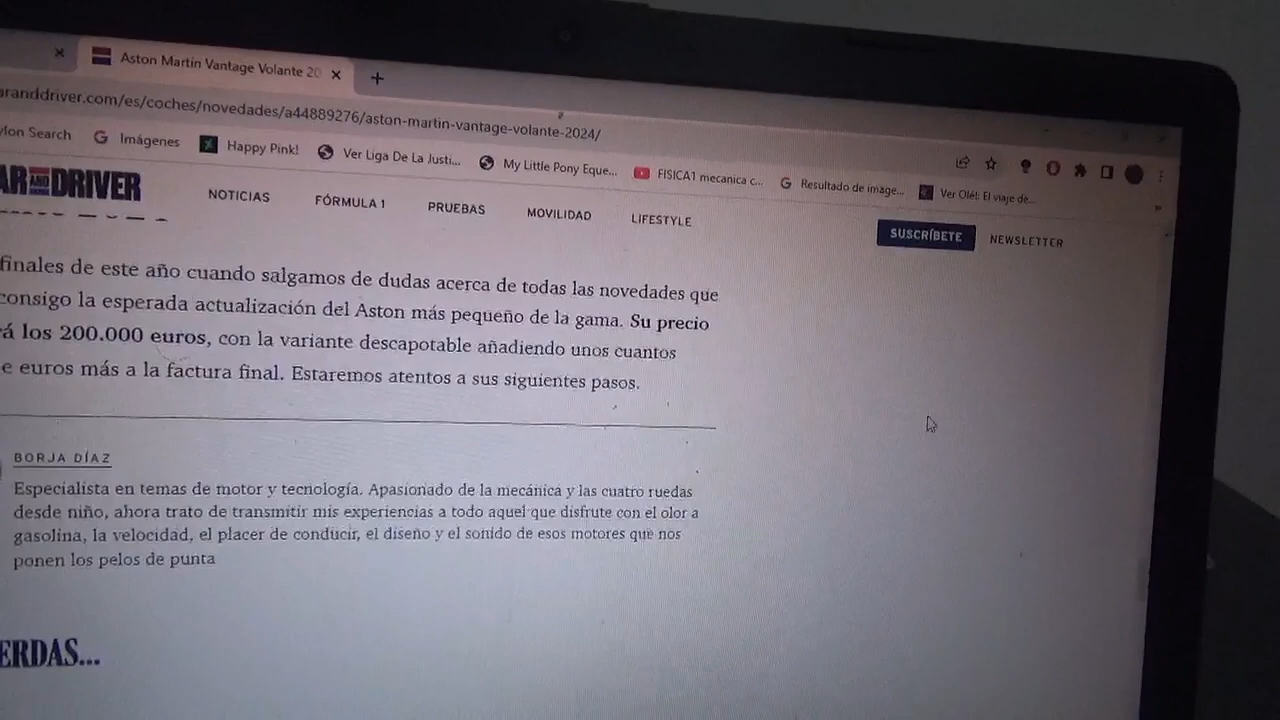 Aston Martin Vantage Volante 20
aranddriver.com/es/coches/novedades/a44889276/aston-martin-vantage-volante-2024/
Search
Imágenes
Happy Pink!
Ver Liga De La Justi...
My Little Pony Eque...
FISICA1 mecanica c...
Resultado de image...
Ver Olé!: El viaje de...
AR AND DRIVER
NOTICIAS
FÓRMULA 1
PRUEBAS
MOVILIDAD
LIFESTYLE
SUSCRÍBETE
NEWSLETTER
finales de este año cuando salgamos de dudas acerca de todas las novedades que
consigo la esperada actualización del Aston más pequeño de la gama. Su precio
á los 200.000 euros, con la variante descapotable añadiendo unos cuantos
e euros más a la factura final. Estaremos atentos a sus siguientes pasos.
BORJA DÍAZ
Especialista en temas de motor y tecnología. Apasionado de la mecánica y las cuatro ruedas
desde niño, ahora trato de transmitir mis experiencias a todo aquel que disfrute con el olor a
gasolina, la velocidad, el placer de conducir, el diseño y el sonido de esos motores que nos
ponen los pelos de punta
ERDAS...